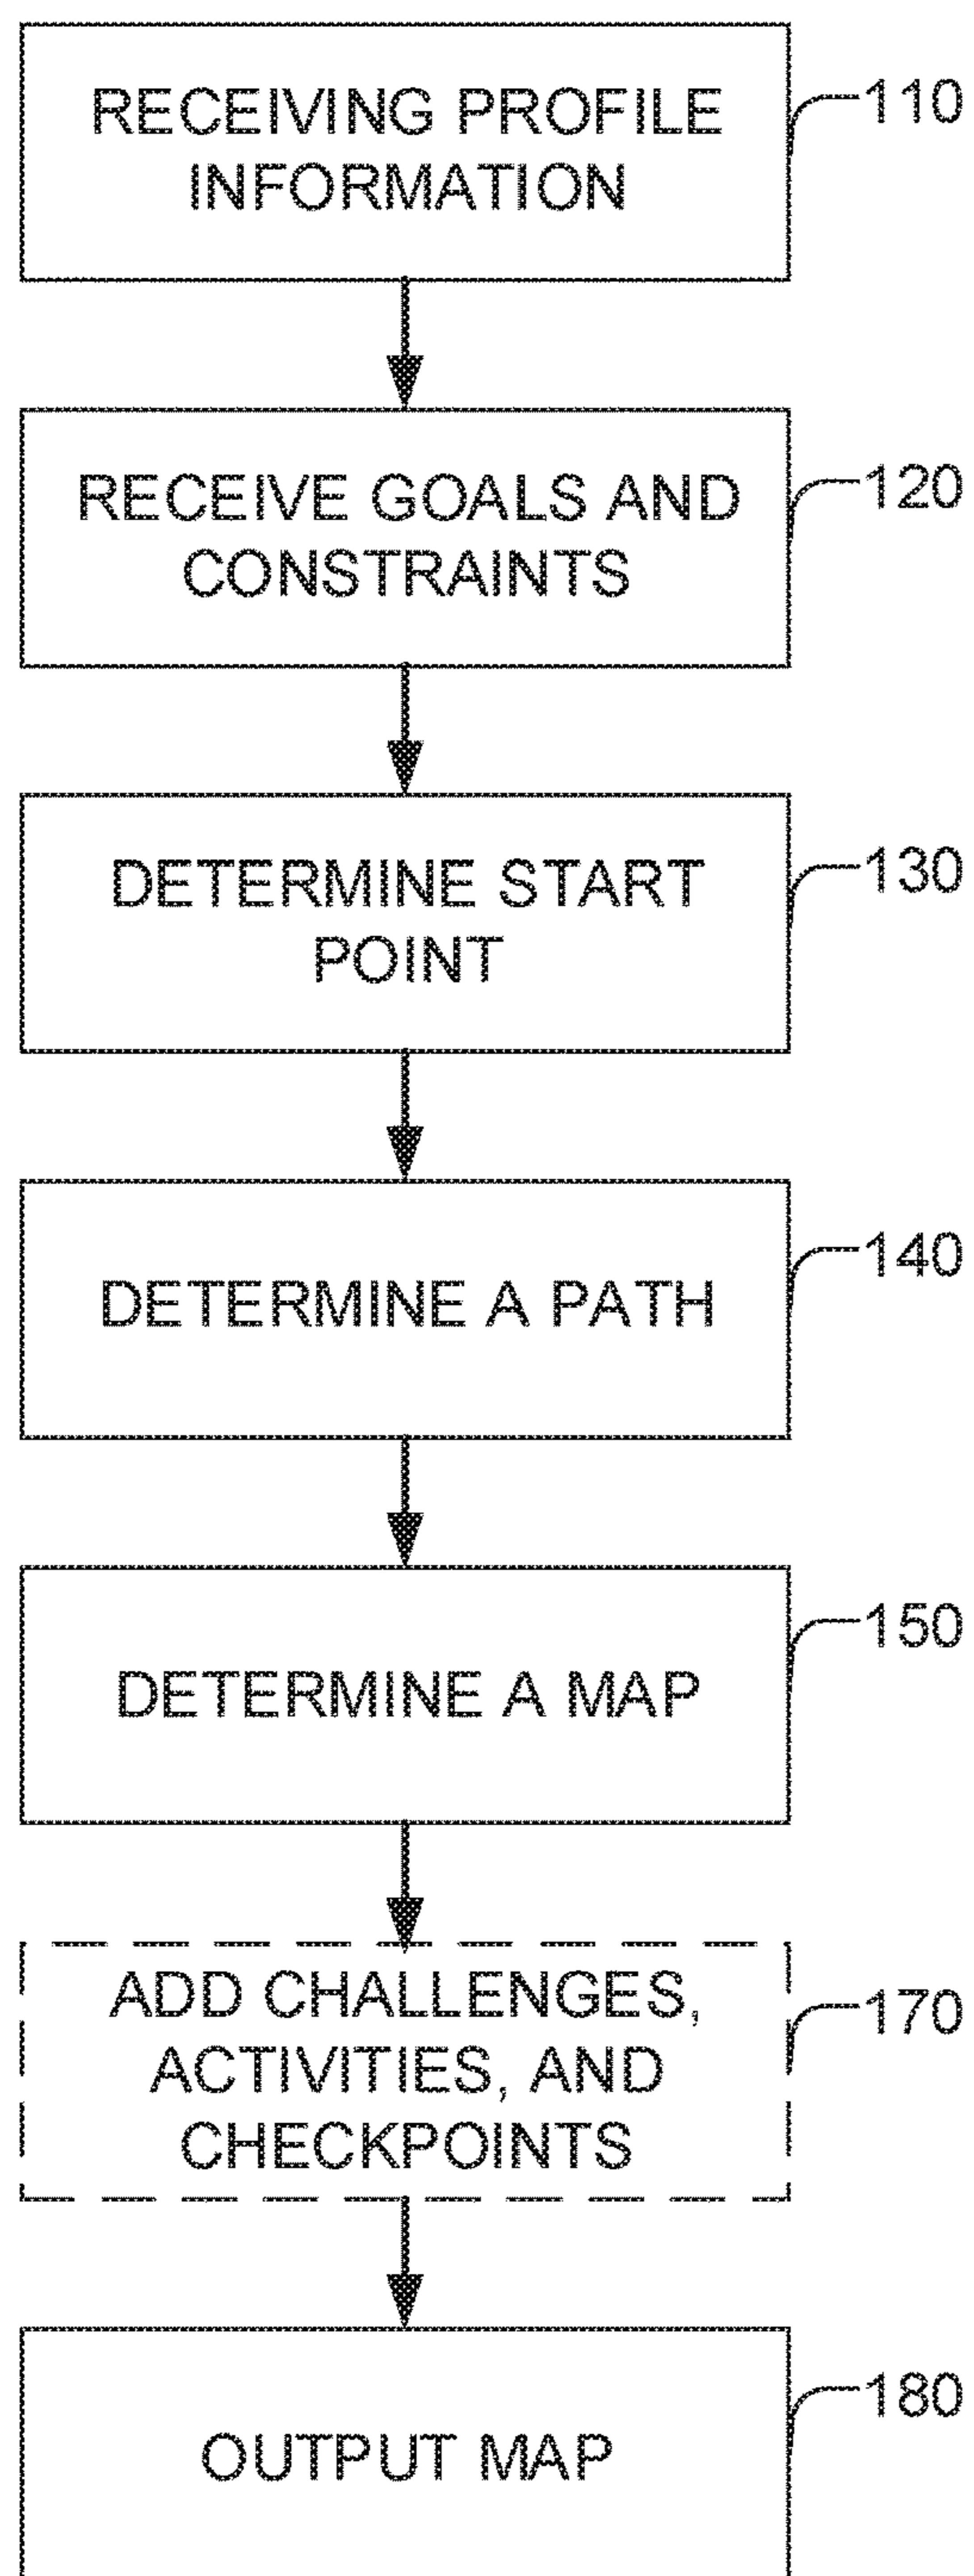 RECEIVING PROFILE
INFORMATION
110
RECEIVE GOALS AND
CONSTRAINTS
120
DETERMINE START
POINT
130
DETERMINE A PATH
140
DETERMINE A MAP
150
ADD CHALLENGES,
ACTIVITIES, AND
CHECKPOINTS
170
OUTPUT MAP
180